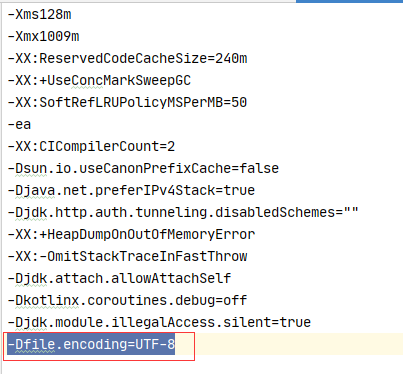 -Xms128m
-Xmx1009m
-XX:ReservedCodeCacheSize=240m
-XX:+UseConcMarkSweepGC
-XX:SoftRefLRUPolicyMSPerMB=50
-ea
-XX:CICompilerCount=2
-Dsun.io.useCanonPrefixCache=false
-Djava.net.preferIPv4Stack=true
-Djdk.http.auth.tunneling.disabledSchemes=""
-XX:+HeapDumpOnOutOfMemoryError
-XX:-OmitStackTraceInFastThrow
-Djdk.attach.allowAttachSelf
-Dkotlinx.coroutines.debug=off
-Djdk.module.illegalAccess.silent=true
-Dfile.encoding=UTF-8